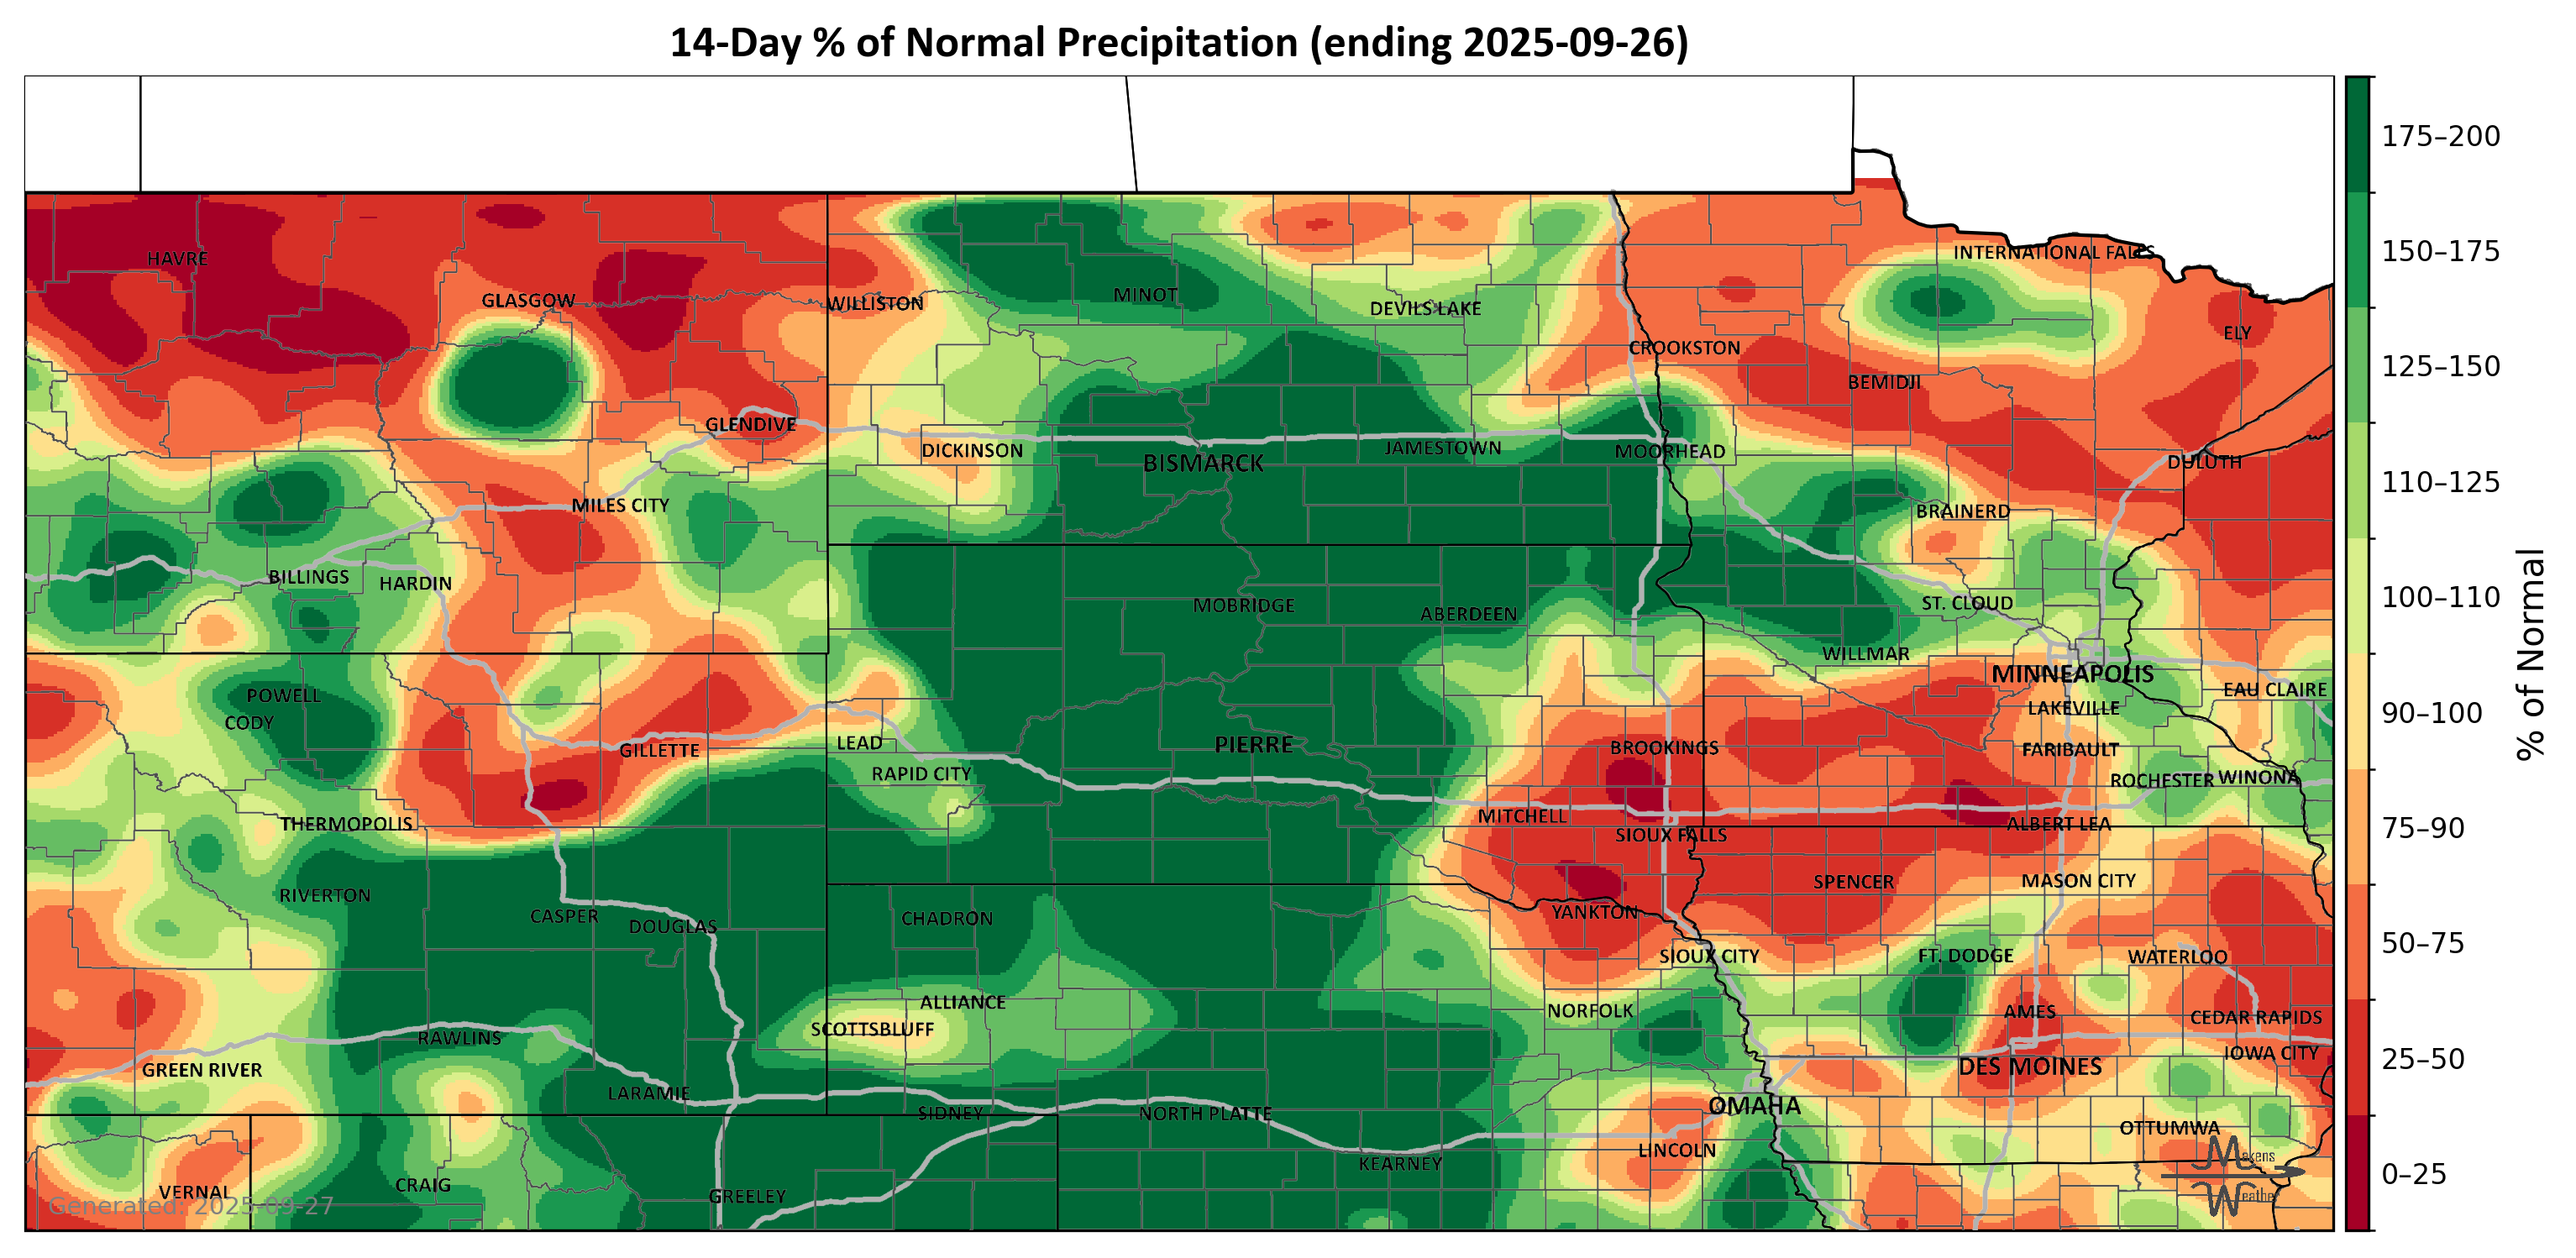 14-Day % of Normal Precipitation (ending 2025-09-26)
175–200
HAVRE
INTERNATIONAL FALLS
150–175
GLASGOW
MINOT
WILLISTON
DEVILS LAKE
ELY
CROOKSTON
125–150
BEMIDJI
GLENDIVE
DICKINSON
JAMESTOWN
MOORHEAD
BISMARCK
DULUTH
110–125
MILES CITY
BRAINERD
BILLINGS
HARDIN
100–110
MOBRIDGE
ST. CLOUD
ABERDEEN
WILLMAR
% of Normal
MINNEAPOLIS
POWELL
EAU CLAIRE
LAKEVILLE
90–100
CODY
LEAD
PIERRE
BROOKINGS
FARIBAULT
GILLETTE
RAPID CITY
ROCHESTER
WINONA
MITCHELL
THERMOPOLIS
ALBERT LEA
75–90
SIOUX FALLS
SPENCER
MASON CITY
RIVERTON
CASPER
CHADRON
YANKTON
DOUGLAS
50–75
SIOUX CITY
FT. DODGE
WATERLOO
ALLIANCE
NORFOLK
AMES
CEDAR RAPIDS
SCOTTSBLUFF
RAWLINS
IOWA CITY
25–50
GREEN RIVER
DES MOINES
LARAMIE
OMAHA
SIDNEY
NORTH PLATTE
OTTUMWA
LINCOLN
Makens
KEARNEY
0–25
CRAIG
VERNAL
GREELEY
Weather
Generated: 2025-09-27